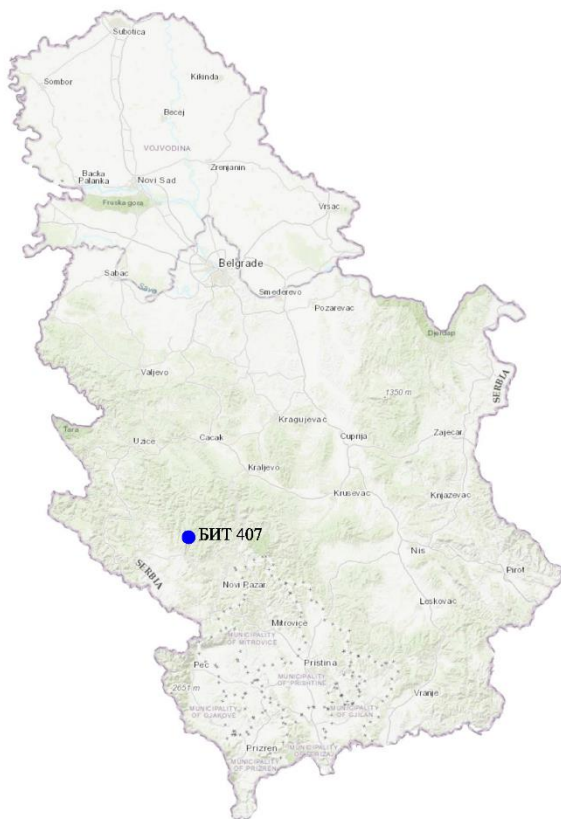 Subotica
Kikinda
Sombor
Becej
VOJVODINA
Zrenjanin
Backa
Palanka
Novi Sad
Fruska gora
Vrsac
Belgrade
Sabac
Sava
Smederevo
Pozarevac
Djerdap
SERBIA
Valjevo
1350 m
Kragujevac
Tara
Uzice
Cacak
Cuprija
Zajecar
Kraljevo
Krusevac
Knjazevac
БИТ 407
Nis
SERBIA
Pirot
Novi Pazar
Leskovac
Mitrovice
MUNICIPALITY
OF MITROVICE
Pec
Pristina
MUNICIPALITY
OF PRISHTINE
2651 m
Vranje
MUNICIPALITY
OF GJAKOVE
MUNICIPALITY
OF GJILAN
Prizren
MUNICIPALITY
OF PRIZREN
MUNICIPALITY